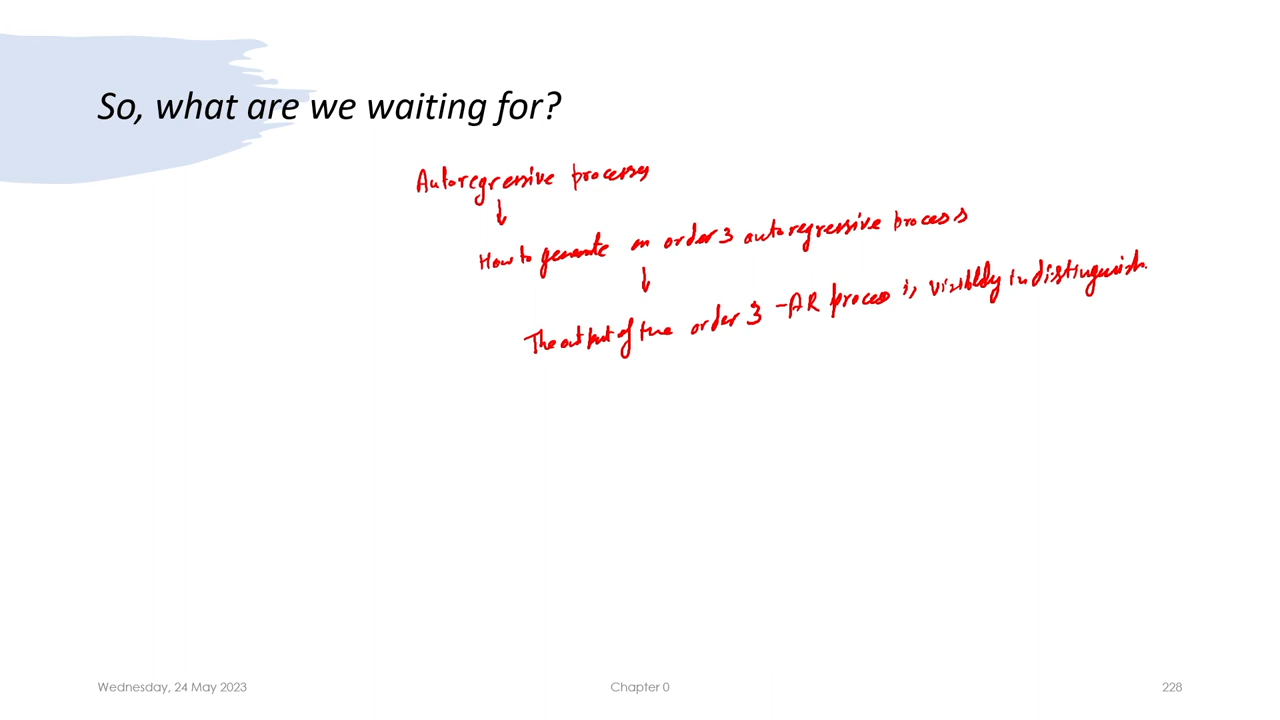 So, what are we waiting for?
Autoregressive processes
↓
How to generate an order 3 autoregressive process
↓
The output of the order 3 - AR process is, visibly indistinguish.
Wednesday, 24 May 2023
Chapter 0
228